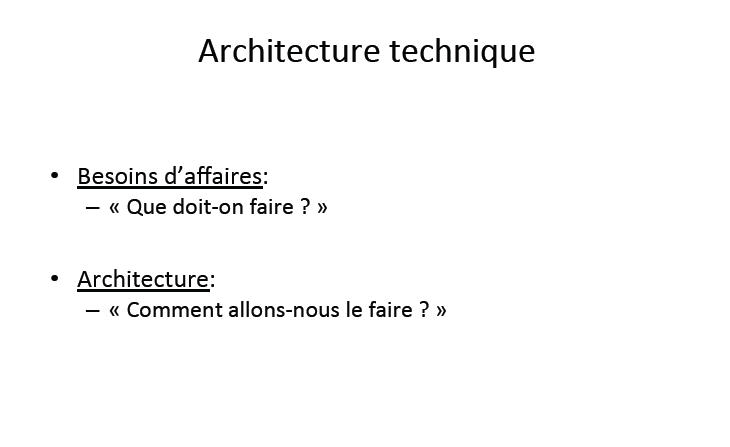 Architecture technique
• Besoins d’affaires:
– « Que doit-on faire ? »
• Architecture:
– « Comment allons-nous le faire ? »